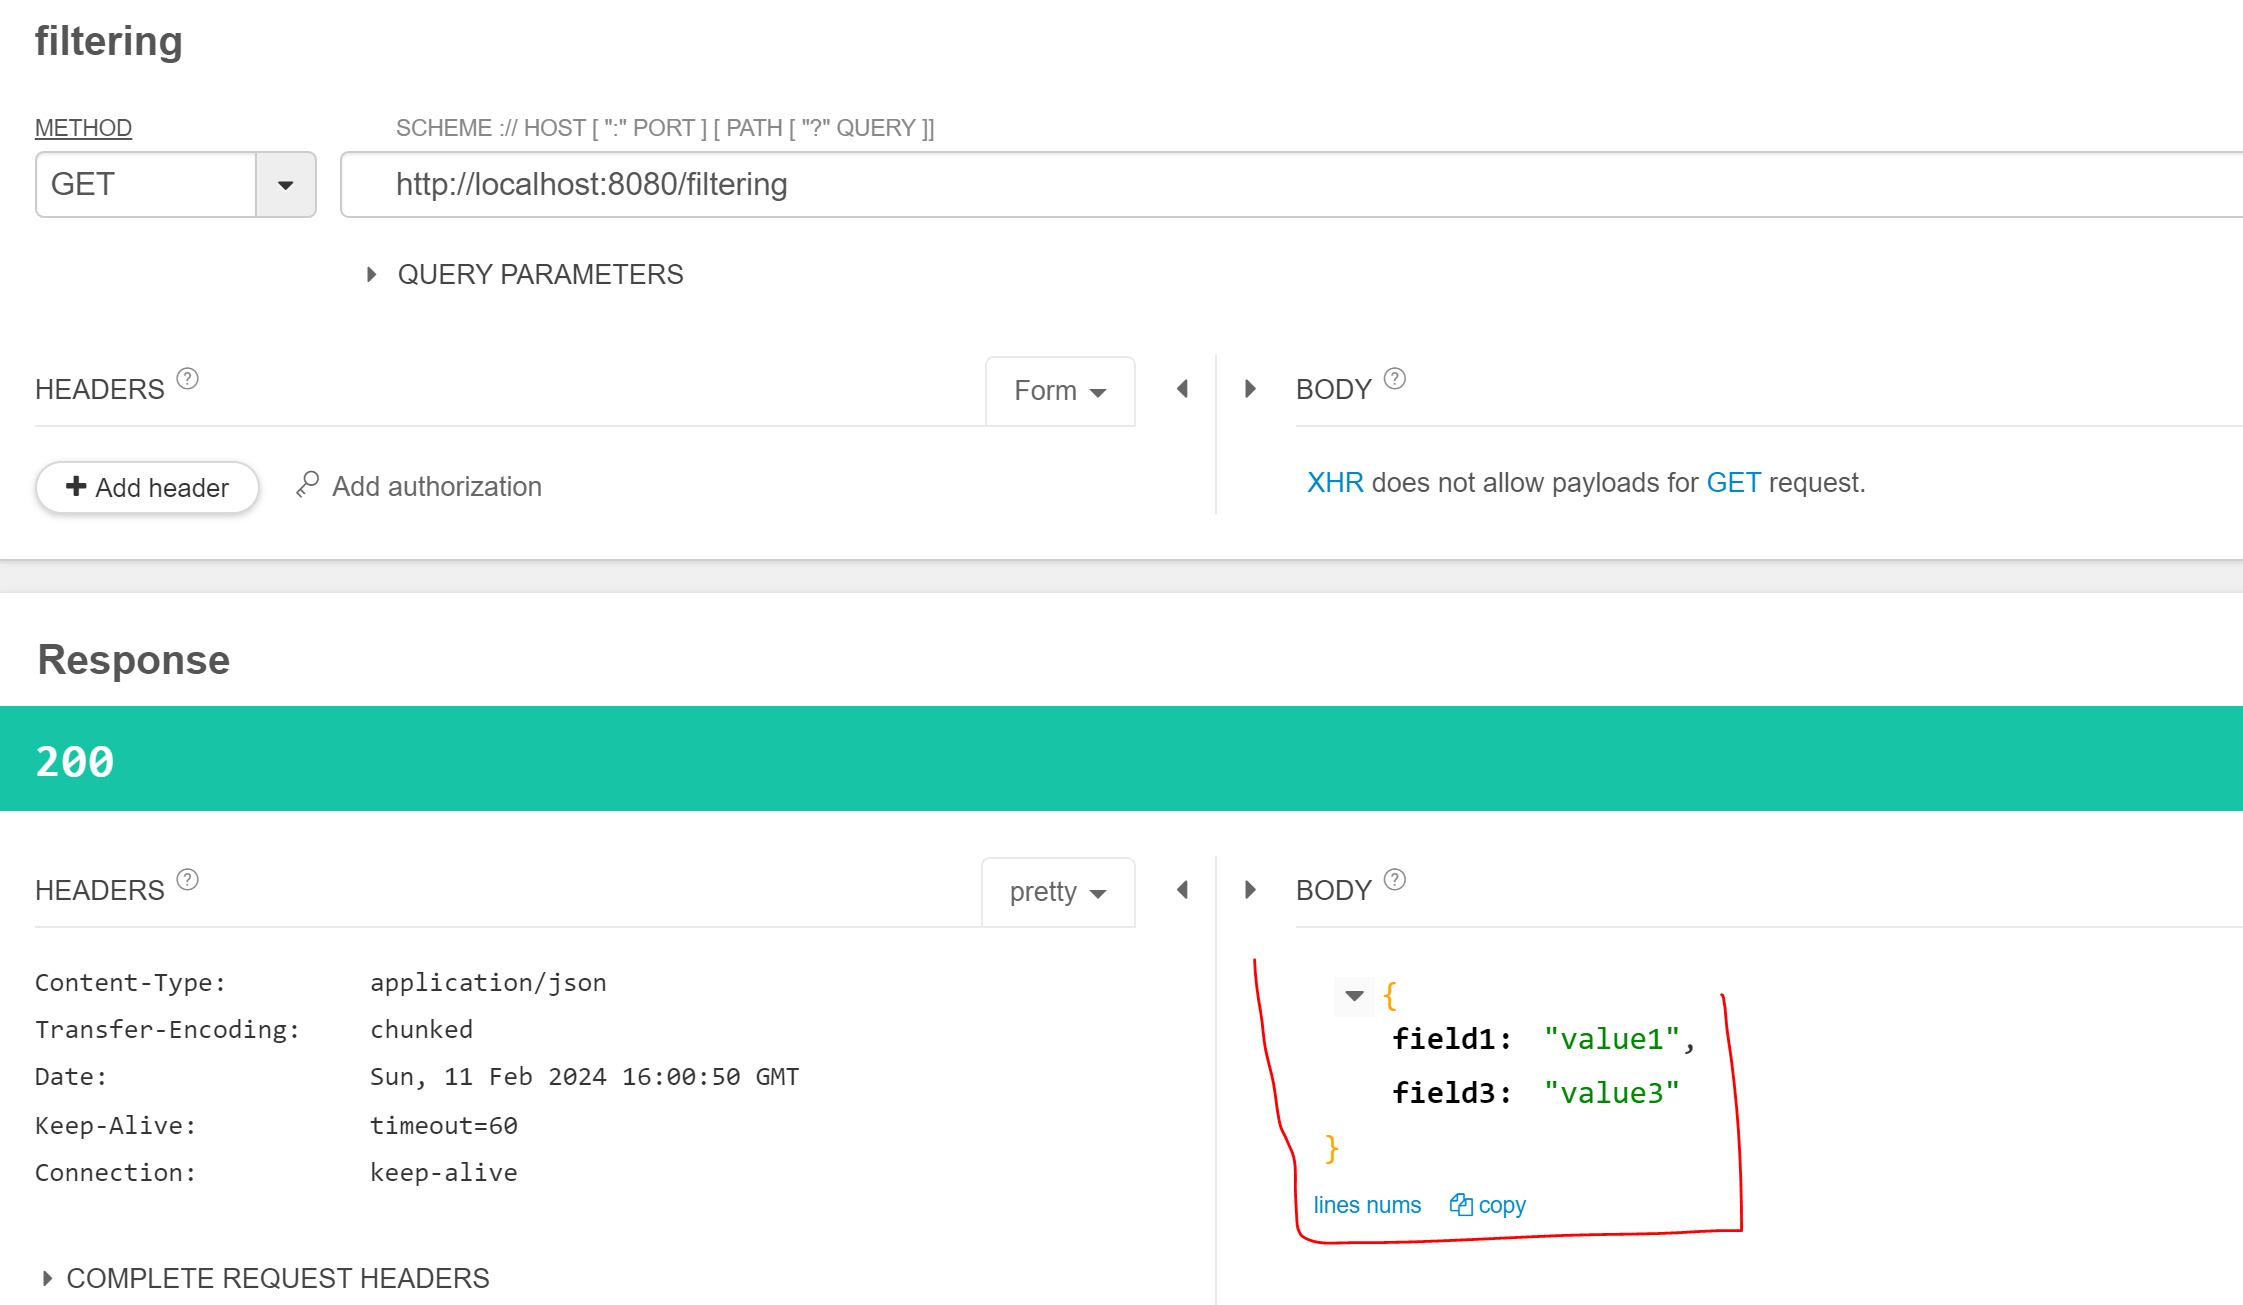 filtering
METHOD
SCHEME :// HOST [ ":" PORT ] [ PATH [ "?" QUERY ]]
GET
http://localhost:8080/filtering
QUERY PARAMETERS
HEADERS ?
Form
BODY ?
Add header
Add authorization
XHR does not allow payloads for GET request.
Response
200
HEADERS ?
pretty
BODY ?
Content-Type: application/json
Transfer-Encoding: chunked
Date: Sun, 11 Feb 2024 16:00:50 GMT
Keep-Alive: timeout=60
Connection: keep-alive
{
field1: "value1",
field3: "value3"
}
lines nums copy
COMPLETE REQUEST HEADERS